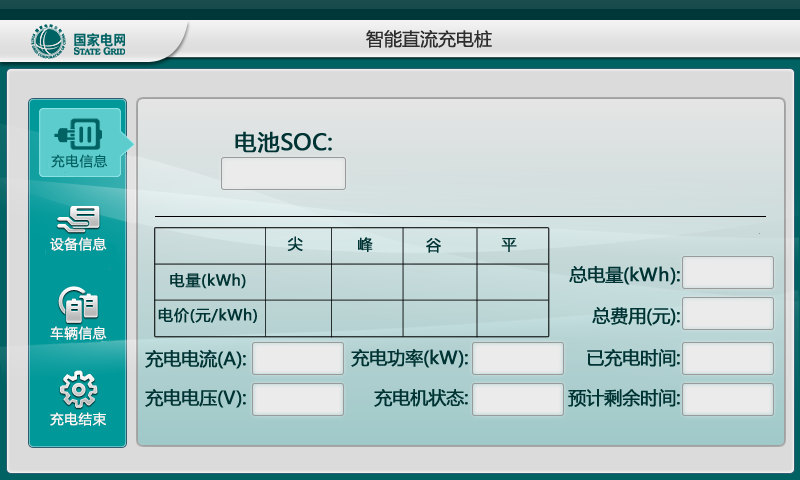 国家电网
STATE GRID
智能直流充电桩
充电信息
设备信息
车辆信息
充电结束
电池SOC:
尖 峰 谷 平
电量(kWh)
电价(元/kWh)
总电量(kWh):
总费用(元):
充电电流(A): 充电功率(kW): 已充电时间:
充电电压(V): 充电机状态: 预计剩余时间: